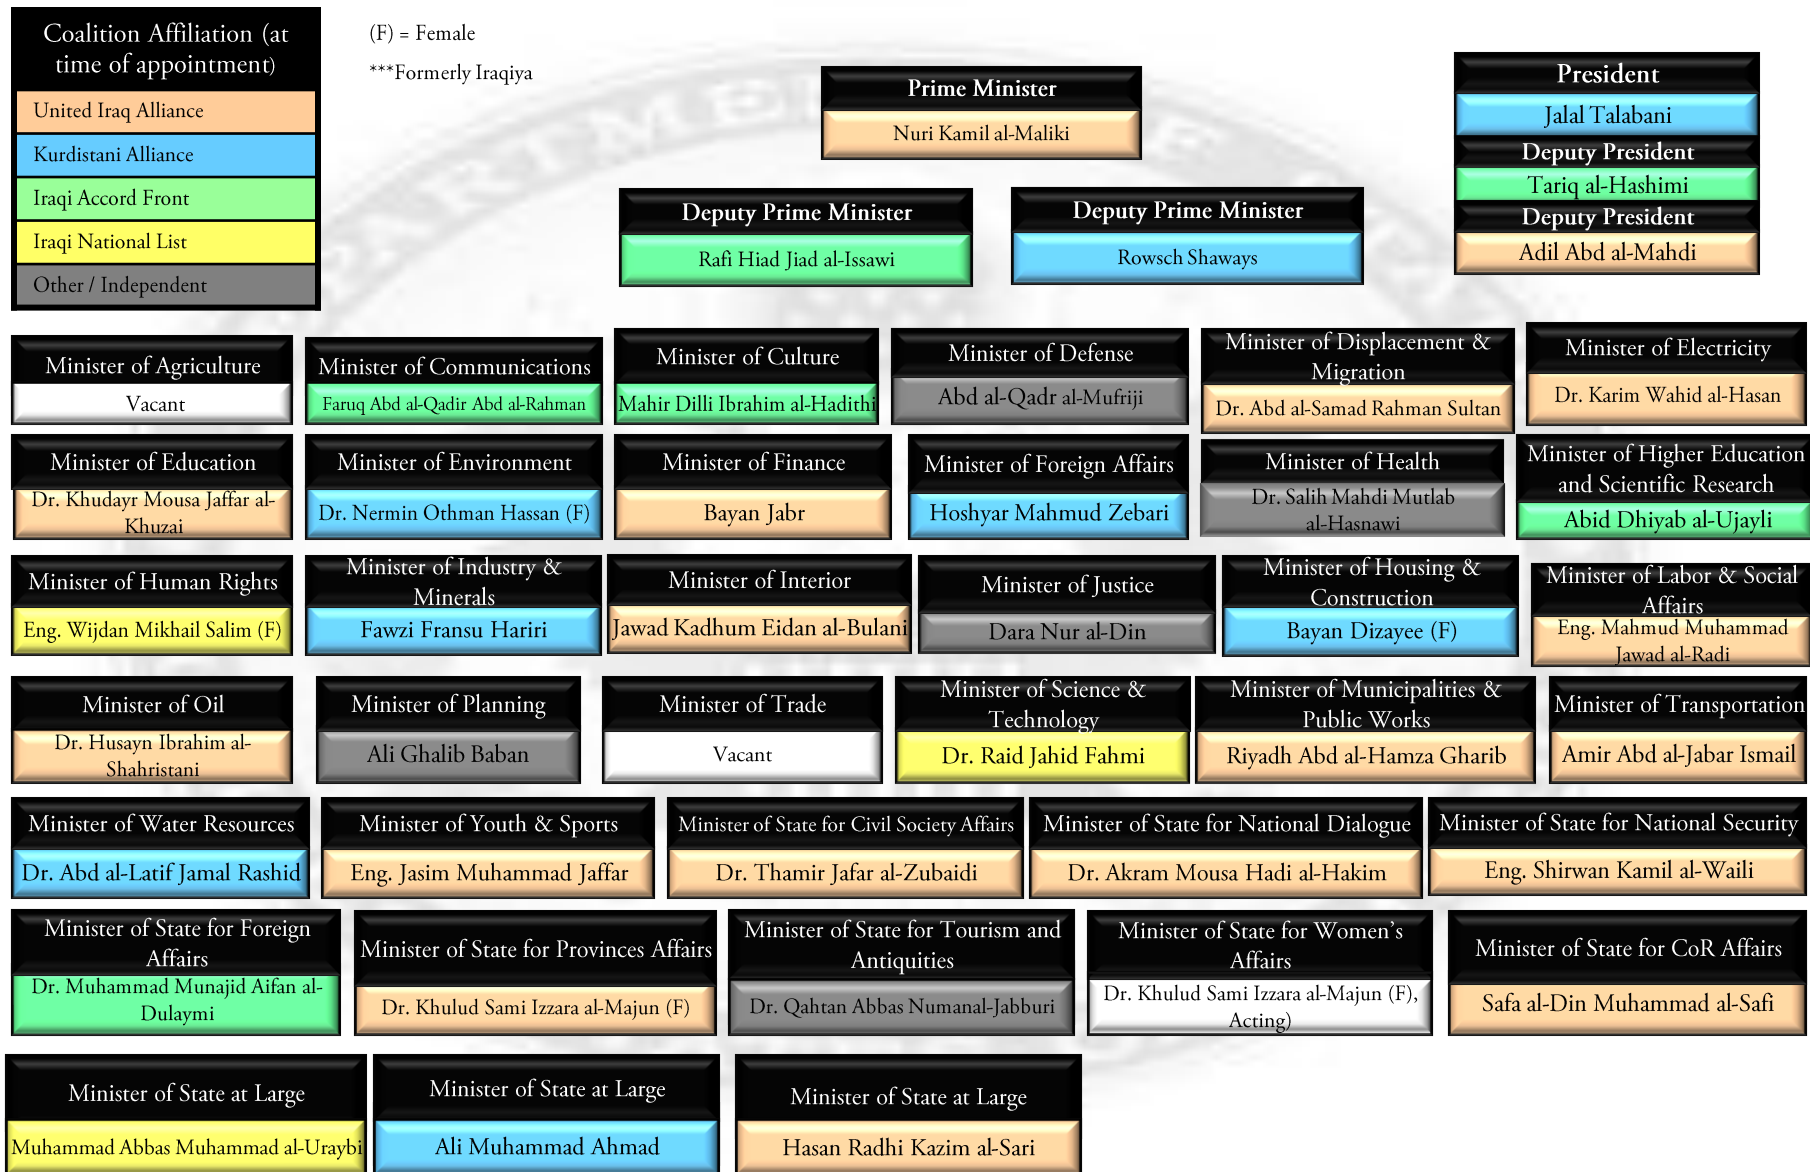 Coalition Affiliation (at
time of appointment)
United Iraq Alliance
Kurdistani Alliance
Iraqi Accord Front
Iraqi National List
Other / Independent
(F) = Female
***Formerly Iraqiya
Prime Minister
Nuri Kamil al-Maliki
President
Jalal Talabani
Deputy President
Tariq al-Hashimi
Deputy President
Adil Abd al-Mahdi
Deputy Prime Minister
Rafi Hiad Jiad al-Issawi
Deputy Prime Minister
Rowsch Shaways
Minister of Agriculture
Vacant
Minister of Communications
Faruq Abd al-Qadir Abd al-Rahman
Minister of Culture
Mahir Dilli Ibrahim al-Hadithi
Minister of Defense
Abd al-Qadr al-Mufriji
Minister of Displacement &
Migration
Dr. Abd al-Samad Rahman Sultan
Minister of Electricity
Dr. Karim Wahid al-Hasan
Minister of Education
Dr. Khudayr Mousa Jaffar al-
Khuzai
Minister of Environment
Dr. Nermin Othman Hassan (F)
Minister of Finance
Bayan Jabr
Minister of Foreign Affairs
Hoshyar Mahmud Zebari
Minister of Health
Dr. Salih Mahdi Mutlab
al-Hasnawi
Minister of Higher Education
and Scientific Research
Abid Dhiyab al-Ujayli
Minister of Human Rights
Eng. Wijdan Mikhail Salim (F)
Minister of Industry &
Minerals
Fawzi Fransu Hariri
Minister of Interior
Jawad Kadhum Eidan al-Bulani
Minister of Justice
Dara Nur al-Din
Minister of Housing &
Construction
Bayan Dizayee (F)
Minister of Labor & Social
Affairs
Eng. Mahmud Muhammad
Jawad al-Radi
Minister of Oil
Dr. Husayn Ibrahim al-
Shahristani
Minister of Planning
Ali Ghalib Baban
Minister of Trade
Vacant
Minister of Science &
Technology
Dr. Raid Jahid Fahmi
Minister of Municipalities &
Public Works
Riyadh Abd al-Hamza Gharib
Minister of Transportation
Amir Abd al-Jabar Ismail
Minister of Water Resources
Dr. Abd al-Latif Jamal Rashid
Minister of Youth & Sports
Eng. Jasim Muhammad Jaffar
Minister of State for Civil Society Affairs
Dr. Thamir Jafar al-Zubaidi
Minister of State for National Dialogue
Dr. Akram Mousa Hadi al-Hakim
Minister of State for National Security
Eng. Shirwan Kamil al-Waili
Minister of State for Foreign
Affairs
Dr. Muhammad Munajid Aifan al-
Dulaymi
Minister of State for Provinces Affairs
Dr. Khulud Sami Izzara al-Majun (F)
Minister of State for Tourism and
Antiquities
Dr. Qahtan Abbas Numanal-Jabburi
Minister of State for Women's
Affairs
Dr. Khulud Sami Izzara al-Majun (F),
Acting)
Minister of State for CoR Affairs
Safa al-Din Muhammad al-Safi
Minister of State at Large
Muhammad Abbas Muhammad al-Uraybi
Minister of State at Large
Ali Muhammad Ahmad
Minister of State at Large
Hasan Radhi Kazim al-Sari